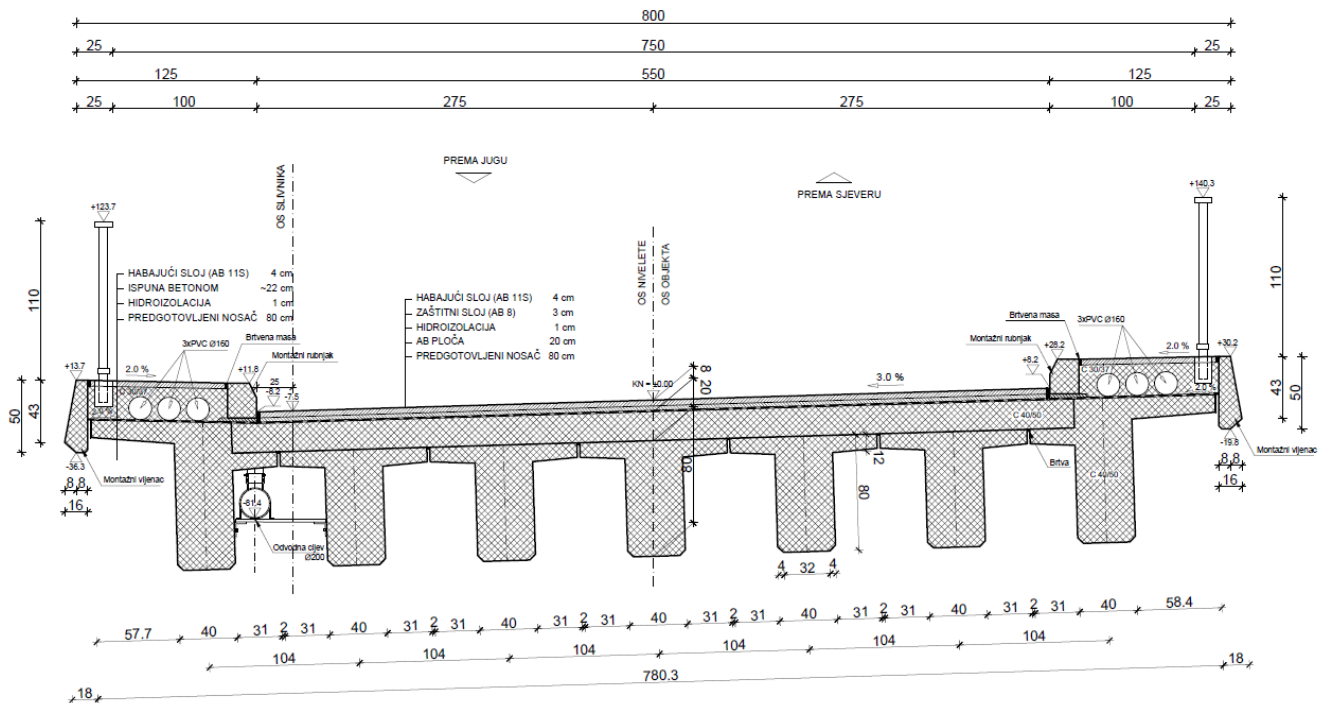 800
25 750 25
125 550 125
25 100 275 275 100 25
PREMA JUGU
PREMA SJEVERU
OS SLIVNIKA
OS NIVELETE
OS OBJEKTA
+123.7
+140.3
110
110
HABAJUĆI SLOJ (AB 11S) 4 cm
ISPUNA BETONOM ~22 cm
HIDROIZOLACIJA 1 cm
PREDGOTOVLJENI NOSAČ 80 cm
HABAJUĆI SLOJ (AB 11S) 4 cm
ZAŠTITNI SLOJ (AB 8) 3 cm
HIDROIZOLACIJA 1 cm
AB PLOČA 20 cm
PREDGOTOVLJENI NOSAČ 80 cm
3xPVC Ø160
Brtvena masa
Montažni rubnjak
Brtvena masa
3xPVC Ø160
Montažni rubnjak
+13.7
2.0 %
+11.8
25
-8.2
-7.5
C 30/37
2.0 %
50
43
-36.3
Montažni vijenac
8 8
16
KN = ±0.00
8
20
80
3.0 %
+8.2
+28.2
2.0 %
+30.2
C 30/37
2.0 %
43
50
-19.8
Montažni vijenac
8 8
16
C 40/50
C 40/50
Brtva
12
80
-81.4
Odvodna cijev
Ø200
4 32 4
57.7 40 31 2 31 40 31 2 31 40 31 2 31 40 31 2 31 40 31 2 31 40 31 2 31 40 58.4
104 104 104 104 104 104
18 780.3 18